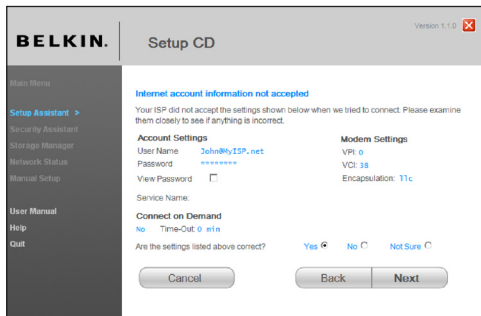 Version 1.1.0
BELKIN.
Setup CD
Main Menu
Setup Assistant >
Security Assistant
Storage Manager
Network Status
Manual Setup
User Manual
Help
Quit
Internet account information not accepted
Your ISP did not accept the settings shown below when we tried to connect. Please examine
them closely to see if anything is incorrect.
Account Settings
User Name John@MyISP.net
Password ********
View Password
Service Name:
Modem Settings
VPI: 0
VCI: 38
Encapsulation: llc
Connect on Demand
No Time-Out: 0 min
Are the settings listed above correct? Yes No Not Sure
Cancel Back Next